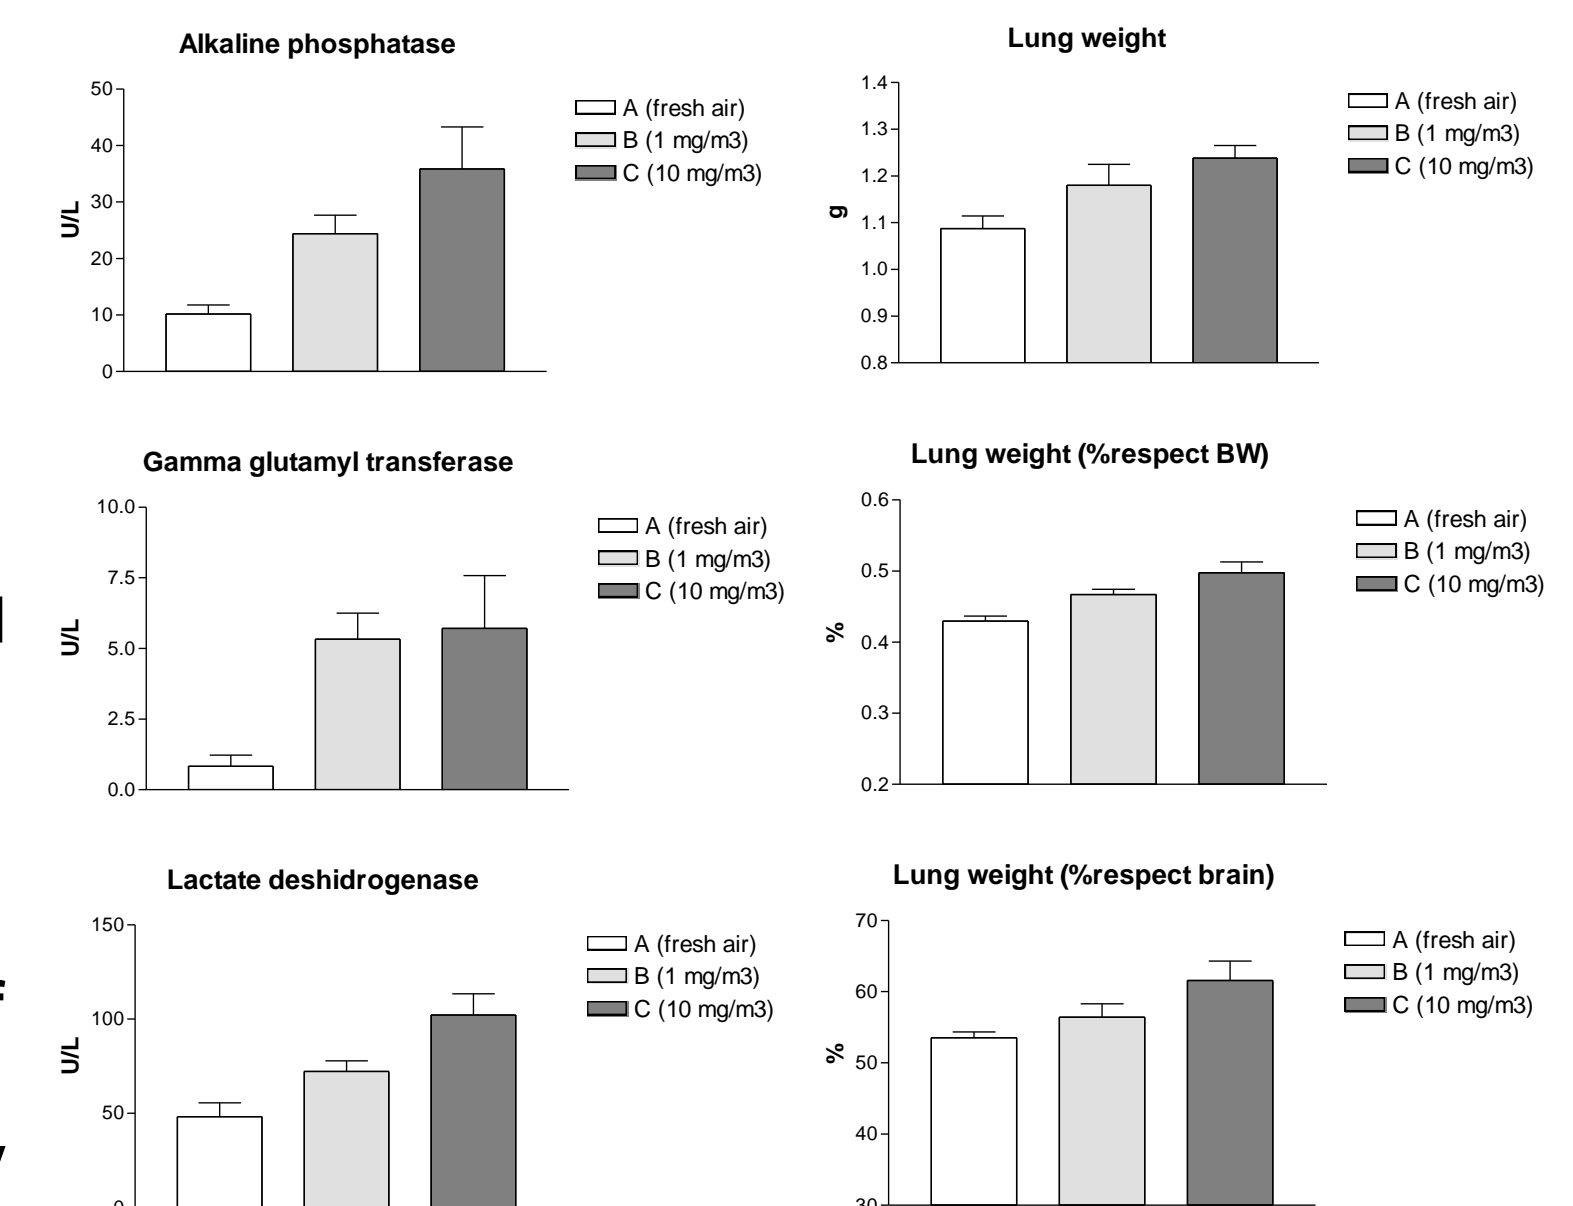 Alkaline phosphatase
50
40
30
20
10
0
U/L
A (fresh air)
B (1 mg/m3)
C (10 mg/m3)
Lung weight
1.4
1.3
1.2
1.1
1.0
0.9
0.8
g
A (fresh air)
B (1 mg/m3)
C (10 mg/m3)
Gamma glutamyl transferase
10.0
7.5
5.0
2.5
0.0
U/L
A (fresh air)
B (1 mg/m3)
C (10 mg/m3)
Lung weight (%respect BW)
0.6
0.5
0.4
0.3
0.2
%
A (fresh air)
B (1 mg/m3)
C (10 mg/m3)
Lactate deshidrogenase
150
100
50
0
U/L
A (fresh air)
B (1 mg/m3)
C (10 mg/m3)
Lung weight (%respect brain)
70
60
50
40
30
%
A (fresh air)
B (1 mg/m3)
C (10 mg/m3)